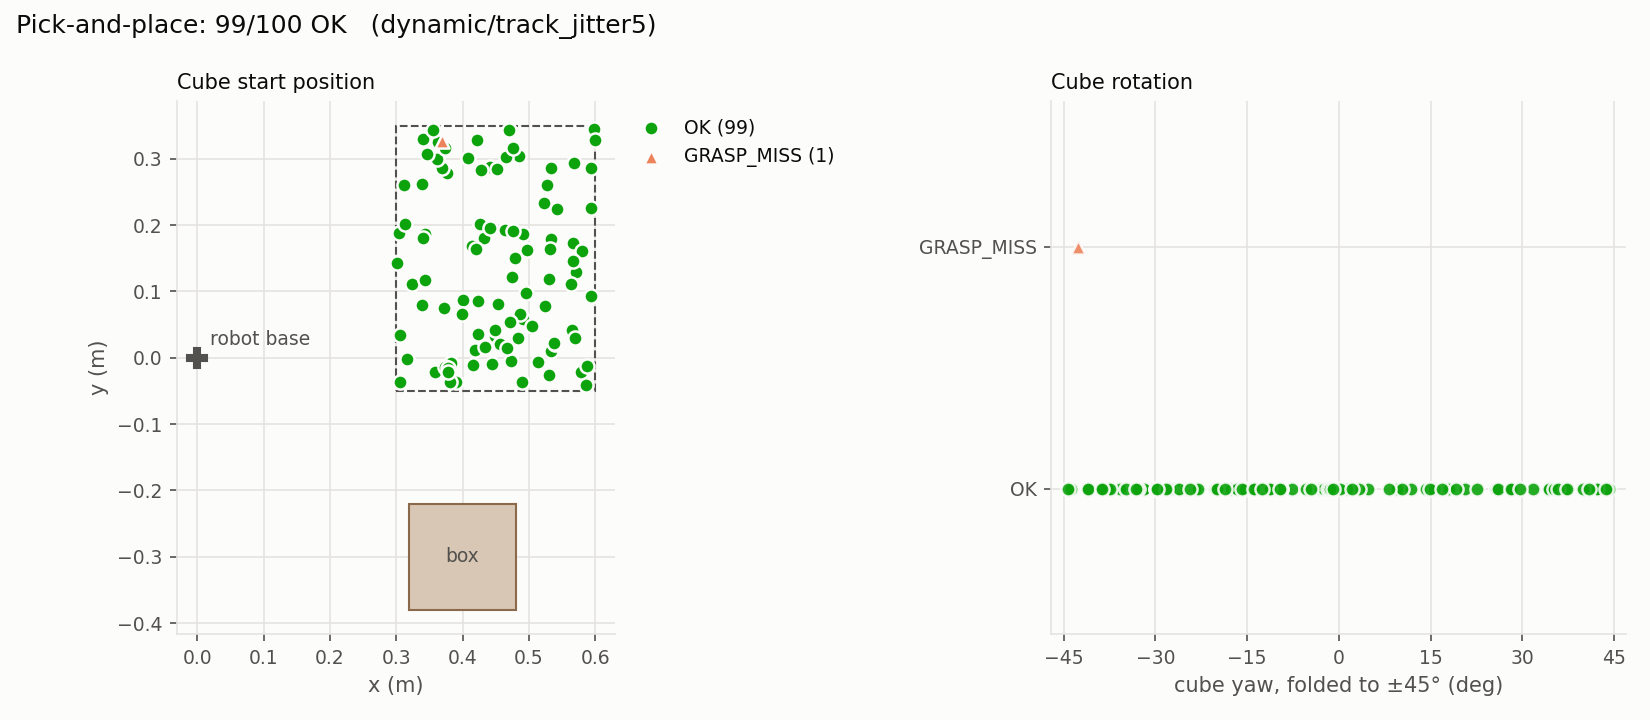 Pick-and-place: 99/100 OK   (dynamic/track_jitter5)
Cube start position
OK (99)
GRASP_MISS (1)
0.3
0.2
0.1
0.0
−0.1
−0.2
−0.3
−0.4
y (m)
robot base
box
0.0 0.1 0.2 0.3 0.4 0.5 0.6
x (m)
Cube rotation
GRASP_MISS
OK
−45 −30 −15 0 15 30 45
cube yaw, folded to ±45° (deg)